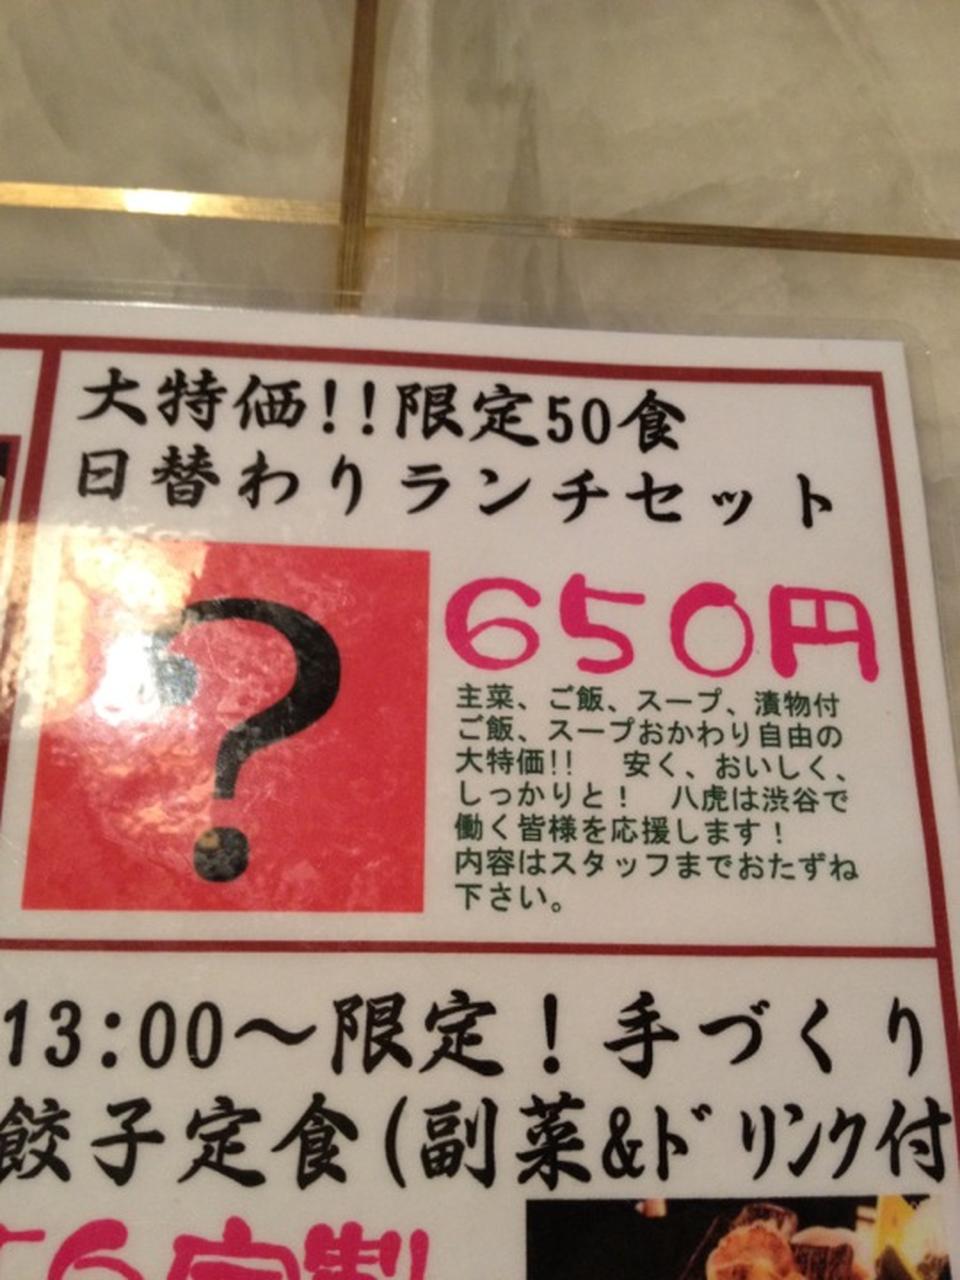 大特価!!限定50食
日替わりランチセット
?
650円
主菜、ご飯、スープ、漬物付
ご飯、スープおかわり自由の
大特価!! 安く、おいしく、
しっかりと! 八虎は渋谷で
働く皆様を応援します!
内容はスタッフまでおたずね
下さい。
13:00〜限定!手づくり
餃子定食(副菜&ドリンク付